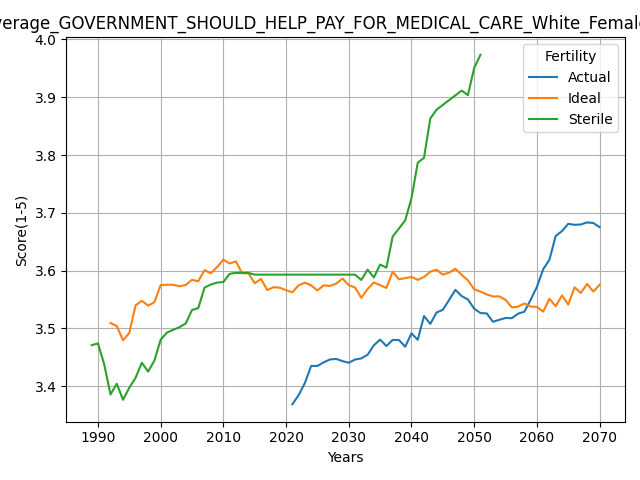 verage_GOVERNMENT_SHOULD_HELP_PAY_FOR_MEDICAL_CARE_White_Female
4.0
3.9
3.8
3.7
3.6
3.5
3.4
Score(1-5)
Fertility
Actual
Ideal
Sterile
1990 2000 2010 2020 2030 2040 2050 2060 2070
Years